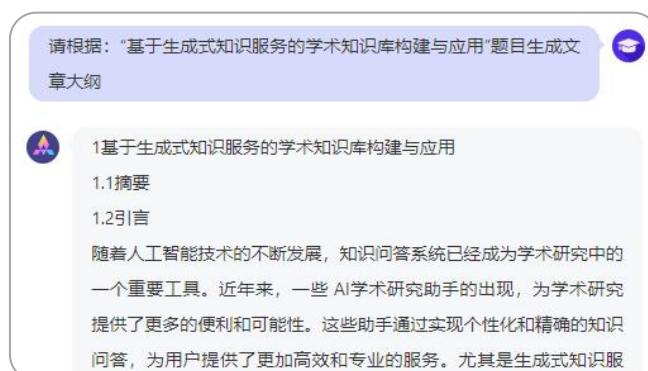 请根据：“基于生成式知识服务的学术知识库构建与应用”题目生成文
章大纲
1基于生成式知识服务的学术知识库构建与应用
1.1摘要
1.2引言
随着人工智能技术的不断发展，知识问答系统已经成为学术研究中的
一个重要工具。近年来，一些 AI学术研究助手的出现，为学术研究
提供了更多的便利和可能性。这些助手通过实现个性化和精确的知识
问答，为用户提供了更加高效和专业的服务。尤其是生成式知识服